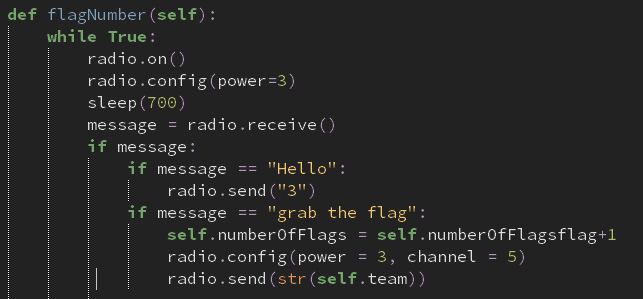 def flagNumber(self):
while True:
radio.on()
radio.config(power=3)
sleep(700)
message = radio.receive()
if message:
if message == "Hello":
radio.send("3")
if message == "grab the flag":
self.numberOfFlags = self.numberOfFlagsflag+1
radio.config(power = 3, channel = 5)
radio.send(str(self.team))